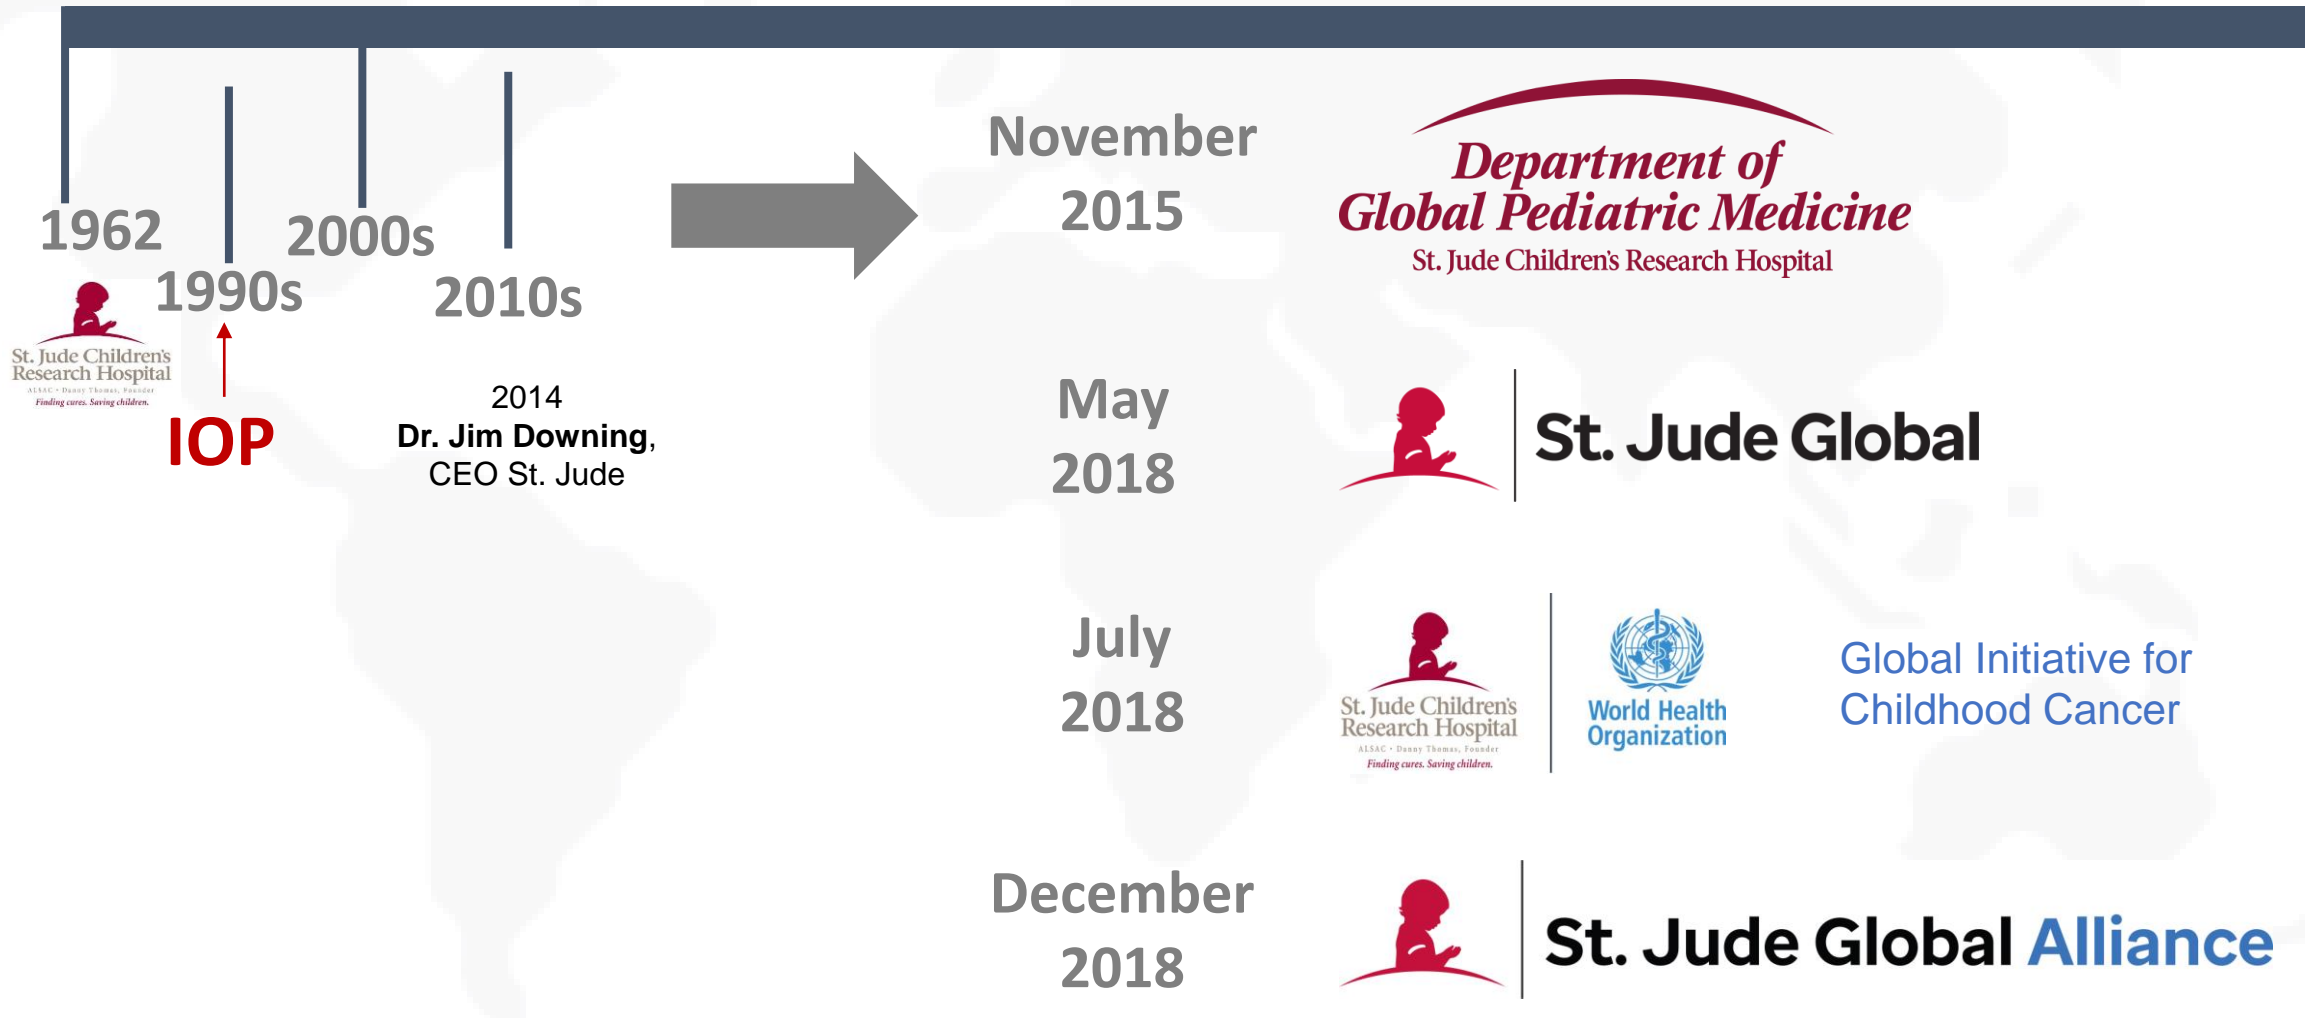 1962
1990s
2000s
2010s
St. Jude Children's
Research Hospital
ALSAC • Danny Thomas, Founder
Finding cures. Saving children.
IOP
2014
Dr. Jim Downing,
CEO St. Jude
November
2015
Department of
Global Pediatric Medicine
St. Jude Children's Research Hospital
May
2018
St. Jude Global
July
2018
St. Jude Children's
Research Hospital
ALSAC • Danny Thomas, Founder
Finding cures. Saving children.
World Health
Organization
Global Initiative for
Childhood Cancer
December
2018
St. Jude Global Alliance